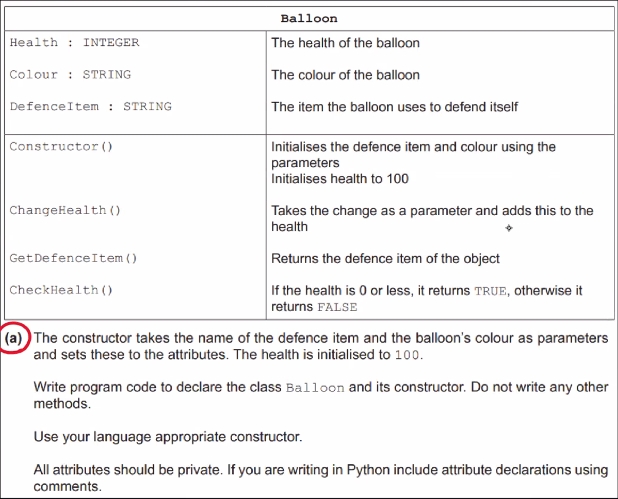 Balloon
Health : INTEGER The health of the balloon
Colour : STRING The colour of the balloon
DefenceItem : STRING The item the balloon uses to defend itself
Constructor() Initialises the defence item and colour using the
parameters
Initialises health to 100
ChangeHealth() Takes the change as a parameter and adds this to the
health
GetDefenceItem() Returns the defence item of the object
CheckHealth() If the health is 0 or less, it returns TRUE, otherwise it
returns FALSE
(a) The constructor takes the name of the defence item and the balloon's colour as parameters
and sets these to the attributes. The health is initialised to 100.
Write program code to declare the class Balloon and its constructor. Do not write any other
methods.
Use your language appropriate constructor.
All attributes should be private. If you are writing in Python include attribute declarations using
comments.